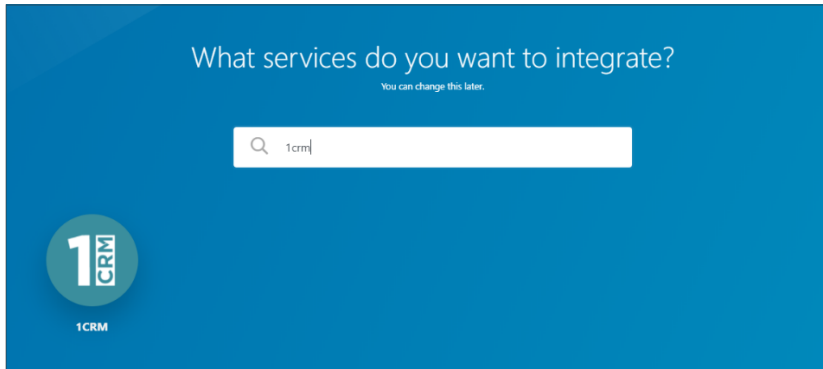 What services do you want to integrate?
You can change this later.
1crm
1 CRM
1CRM